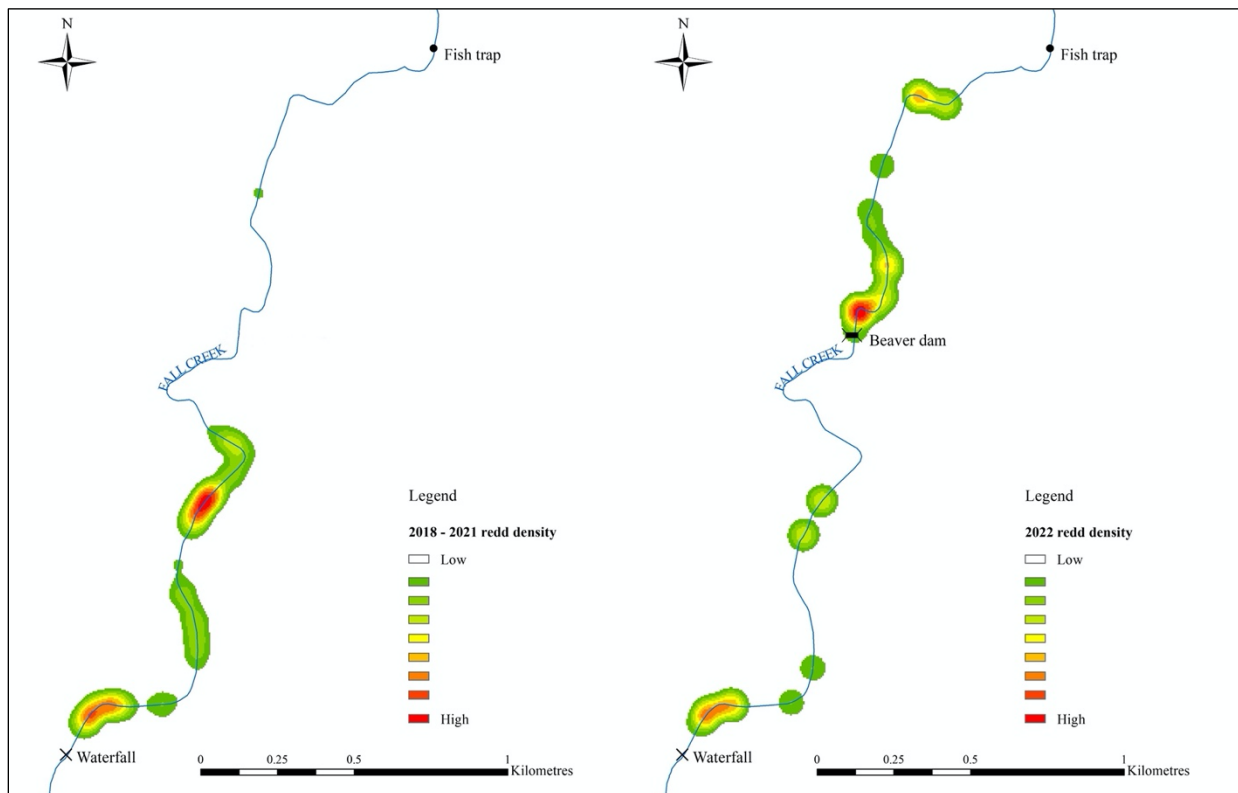 N
Fish trap
FALL CREEK
Legend
2018 - 2021 redd density
Low
High
Waterfall
0 0.25 0.5 1
Kilometres
N
Fish trap
Beaver dam
FALL CREEK
Legend
2022 redd density
Low
High
Waterfall
0 0.25 0.5 1
Kilometres